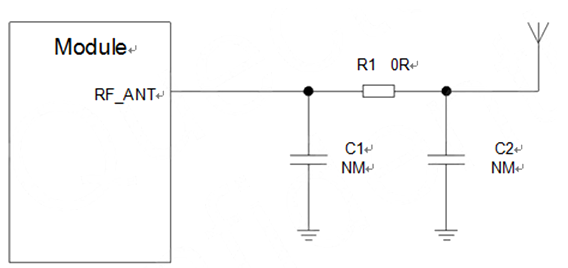 Module
RF_ANT
R1 0R
C1
NM
C2
NM